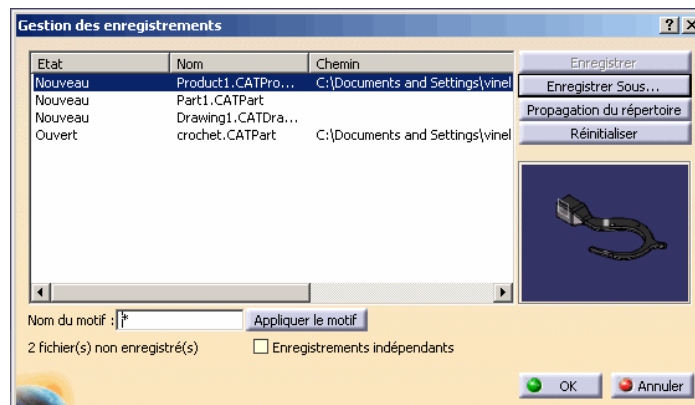 Gestion des enregistrements
Etat Nom Chemin
Nouveau Product1.CATPro... C:\Documents and Settings\vinel
Nouveau Part1.CATPart
Nouveau Drawing1.CATDra...
Ouvert crochet.CATPart C:\Documents and Settings\vinel
Enregistrer
Enregistrer Sous...
Propagation du répertoire
Réinitialiser
Nom du motif : * Appliquer le motif
2 fichier(s) non enregistré(s) Enregistrements indépendants
OK Annuler